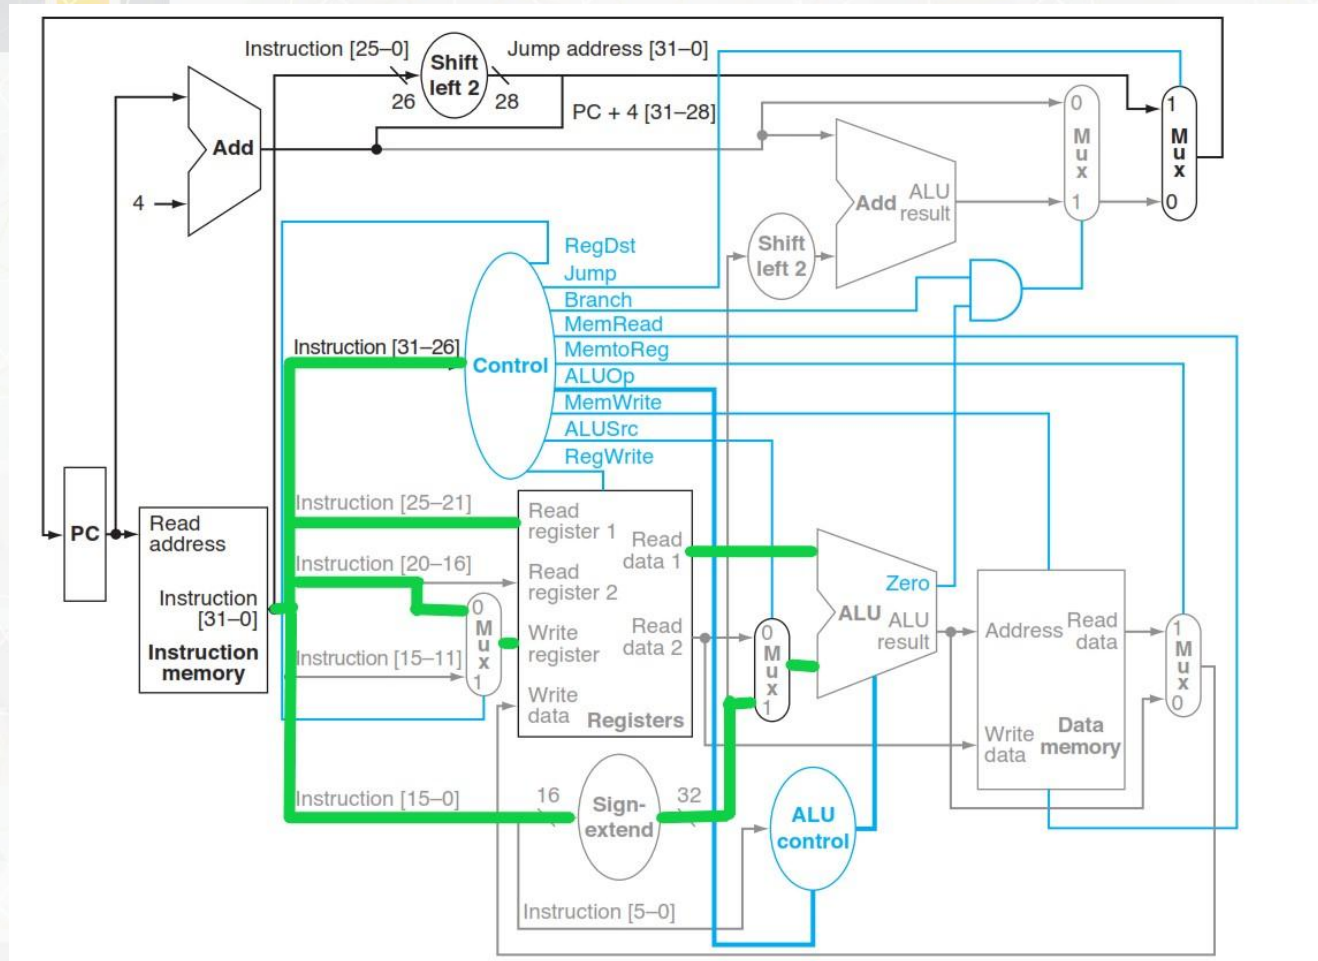 Instruction [25–0]
Shift
left 2
Jump address [31–0]
26
28
PC + 4 [31–28]
Add
4
0
M
u
x
1
1
M
u
x
0
Add
ALU
result
Shift
left 2
RegDst
Jump
Branch
MemRead
MemtoReg
ALUOp
MemWrite
ALUSrc
RegWrite
Instruction [31–26]
Control
PC
Read
address
Instruction
[31–0]
Instruction
memory
Instruction [25–21]
Instruction [20–16]
Instruction [15–11]
0
M
u
x
1
Read
register 1
Read
register 2
Write
register
Write
data
Registers
Read
data 1
Read
data 2
0
M
u
x
1
Zero
ALU
ALU
result
Address
Read
data
Write
data
Data
memory
1
M
u
x
0
Instruction [15–0]
16
Sign-
extend
32
ALU
control
Instruction [5–0]